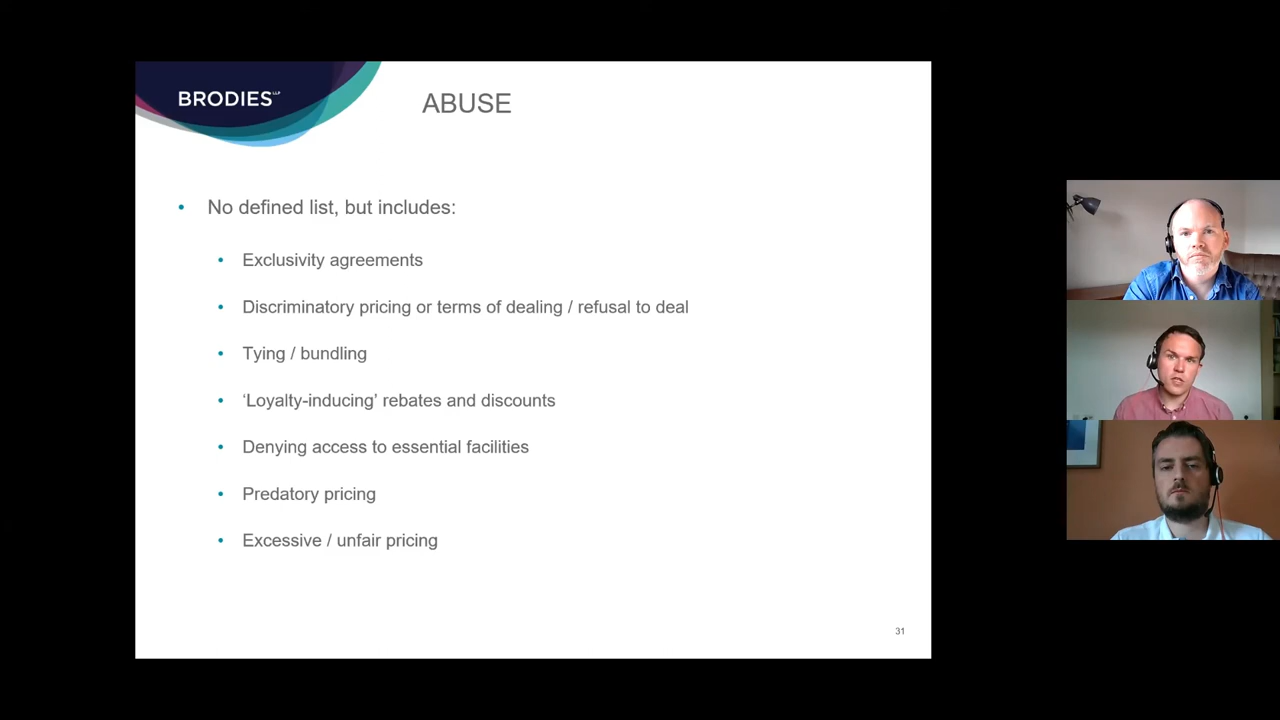 BRODIES LLP
ABUSE
• No defined list, but includes:
• Exclusivity agreements
• Discriminatory pricing or terms of dealing / refusal to deal
• Tying / bundling
• ‘Loyalty-inducing’ rebates and discounts
• Denying access to essential facilities
• Predatory pricing
• Excessive / unfair pricing
31